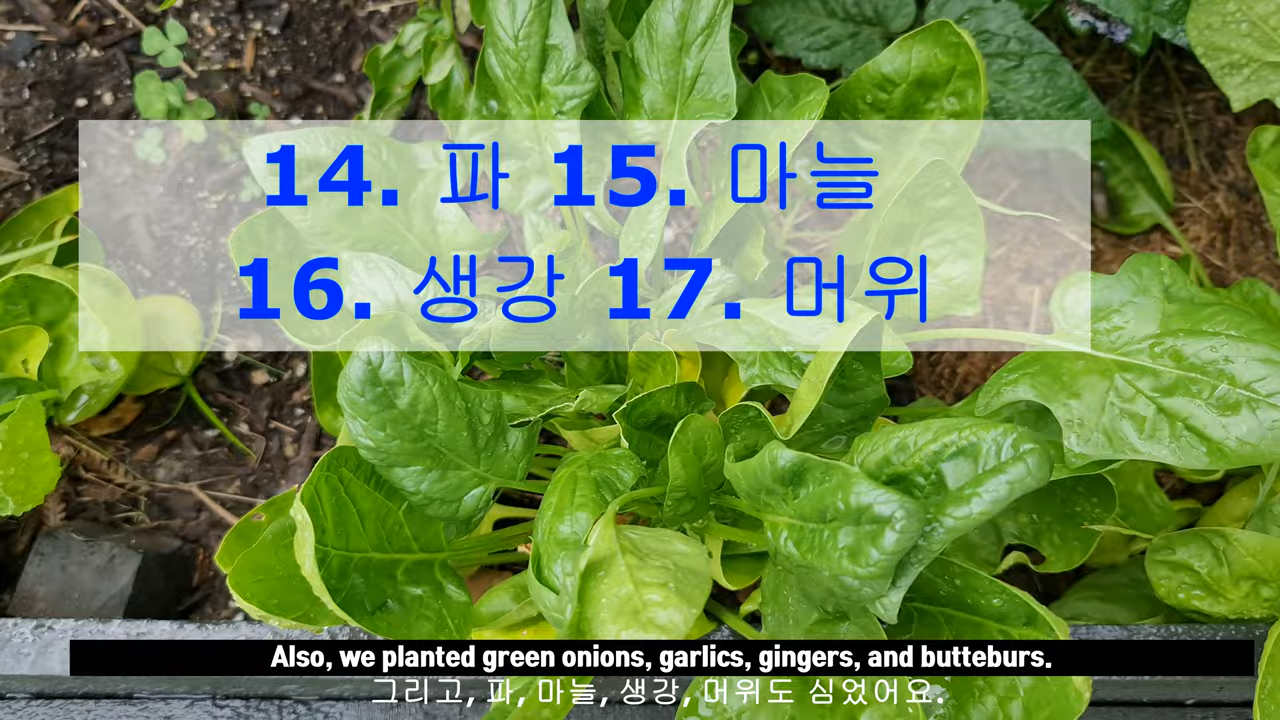 14. 파 15. 마늘
16. 생강 17. 머위
Also, we planted green onions, garlics, gingers, and butteburs.
그리고, 파, 마늘, 생강, 머위도 심었어요.